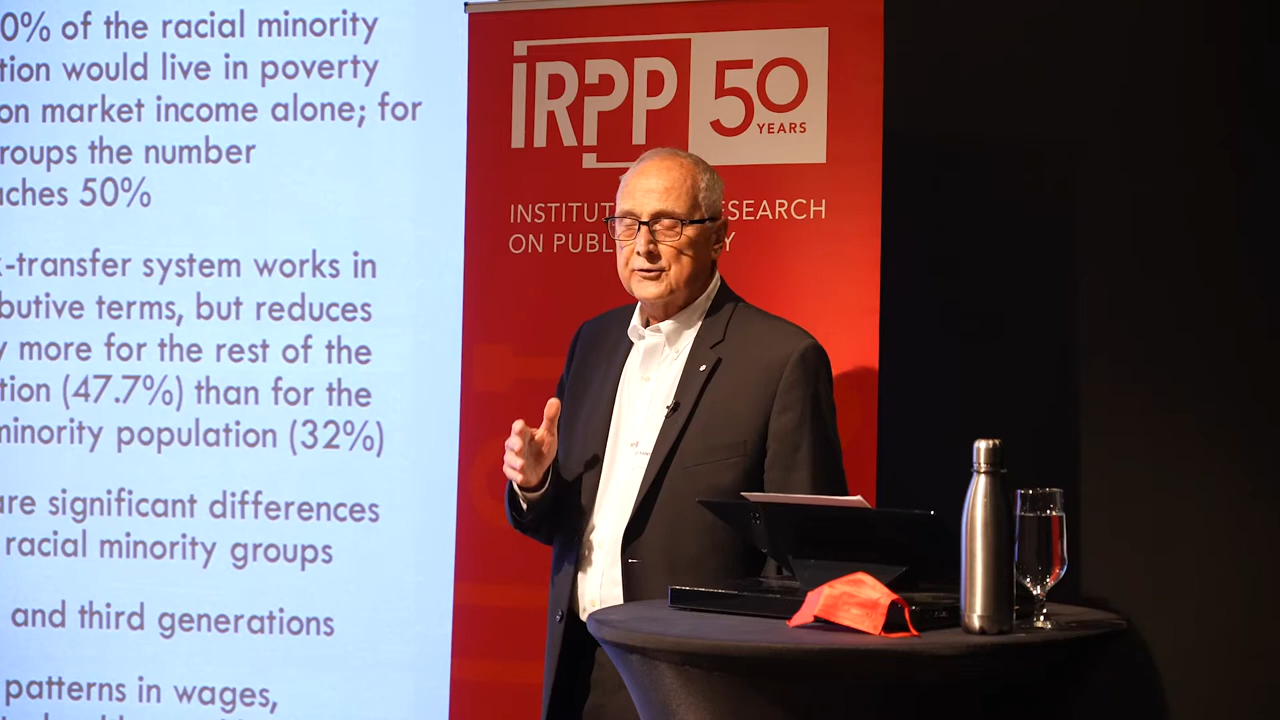 0% of the racial minority
tion would live in poverty
on market income alone; for
roups the number
aches 50%
-transfer system works in
butive terms, but reduces
y more for the rest of the
tion (47.7%) than for the
minority population (32%)
are significant differences
racial minority groups
and third generations
patterns in wages,
IRPP 50
YEARS
INSTITUT ESEARCH
ON PUBL Y